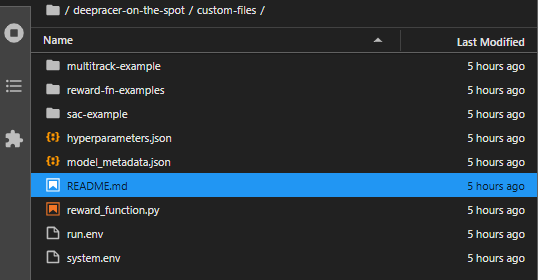 / deepracer-on-the-spot / custom-files /
Name Last Modified
multitrack-example 5 hours ago
reward-fn-examples 5 hours ago
sac-example 5 hours ago
hyperparameters.json 5 hours ago
model_metadata.json 5 hours ago
README.md 5 hours ago
reward_function.py 5 hours ago
run.env 5 hours ago
system.env 5 hours ago